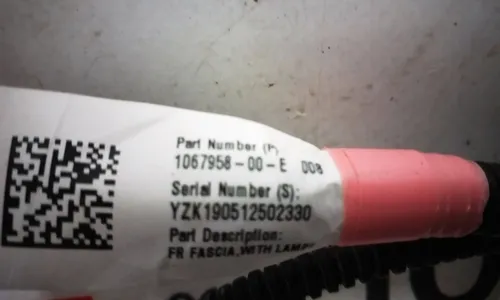 Part Number (P)
1067958-00-E 008
Serial Number (S):
YZK190512502330
Part Description:
FR FASCIA, WITH LAMP